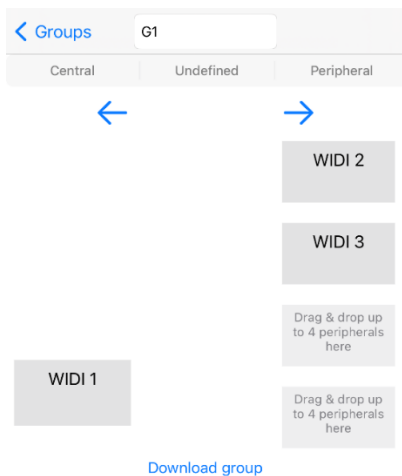 Groups
G1
Central
Undefined
Peripheral
WIDI 2
WIDI 3
Drag & drop up
to 4 peripherals
here
WIDI 1
Drag & drop up
to 4 peripherals
here
Download group